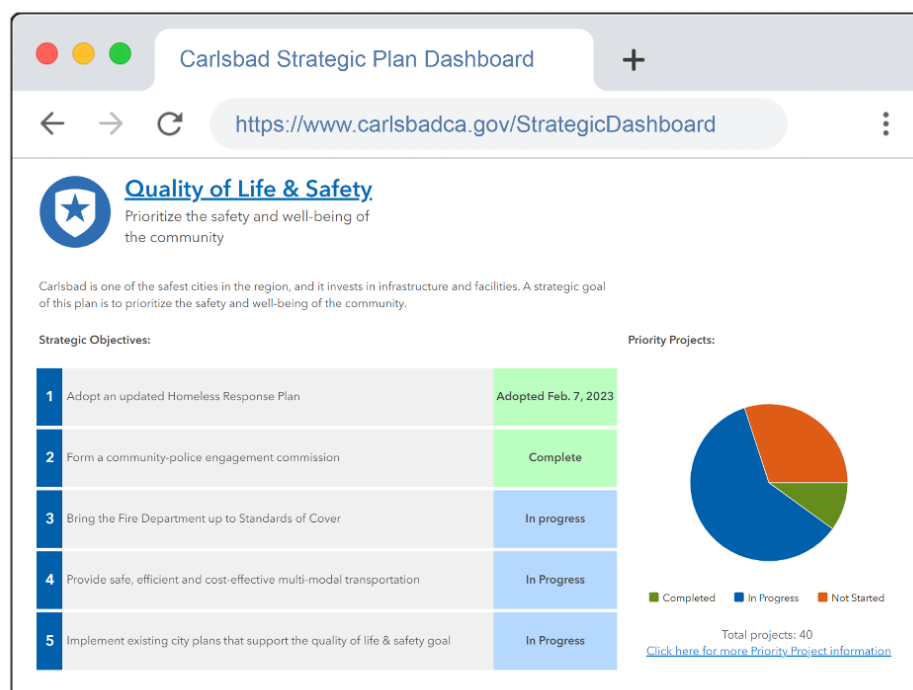 Carlsbad Strategic Plan Dashboard
https://www.carlsbadca.gov/StrategicDashboard
Quality of Life & Safety
Prioritize the safety and well-being of
the community
Carlsbad is one of the safest cities in the region, and it invests in infrastructure and facilities. A strategic goal
of this plan is to prioritize the safety and well-being of the community.
Strategic Objectives:
1 Adopt an updated Homeless Response Plan Adopted Feb. 7, 2023
2 Form a community-police engagement commission Complete
3 Bring the Fire Department up to Standards of Cover In progress
4 Provide safe, efficient and cost-effective multi-modal transportation In Progress
5 Implement existing city plans that support the quality of life & safety goal In Progress
Priority Projects:
Completed In Progress Not Started
Total projects: 40
Click here for more Priority Project information